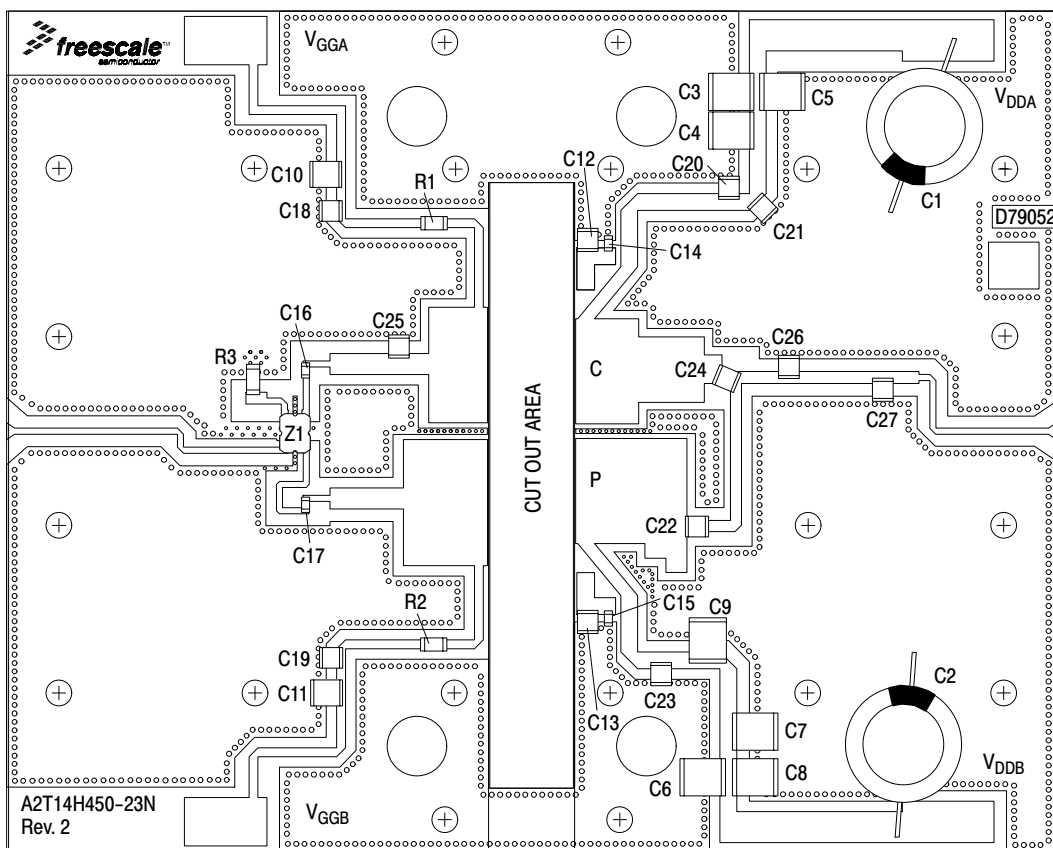 freescale™
semiconductor
VGGA
C3
C5
VDDA
C4
C12
C20
C10
R1
C1
C18
C21
D79052
C14
C16
C25
C26
R3
C
C24
Z1
C27
CUT OUT AREA
P
C22
C17
R2
C15
C9
C19
C23
C2
C11
C13
C7
VDDB
C6
C8
A2T14H450-23N
Rev. 2
VGGB